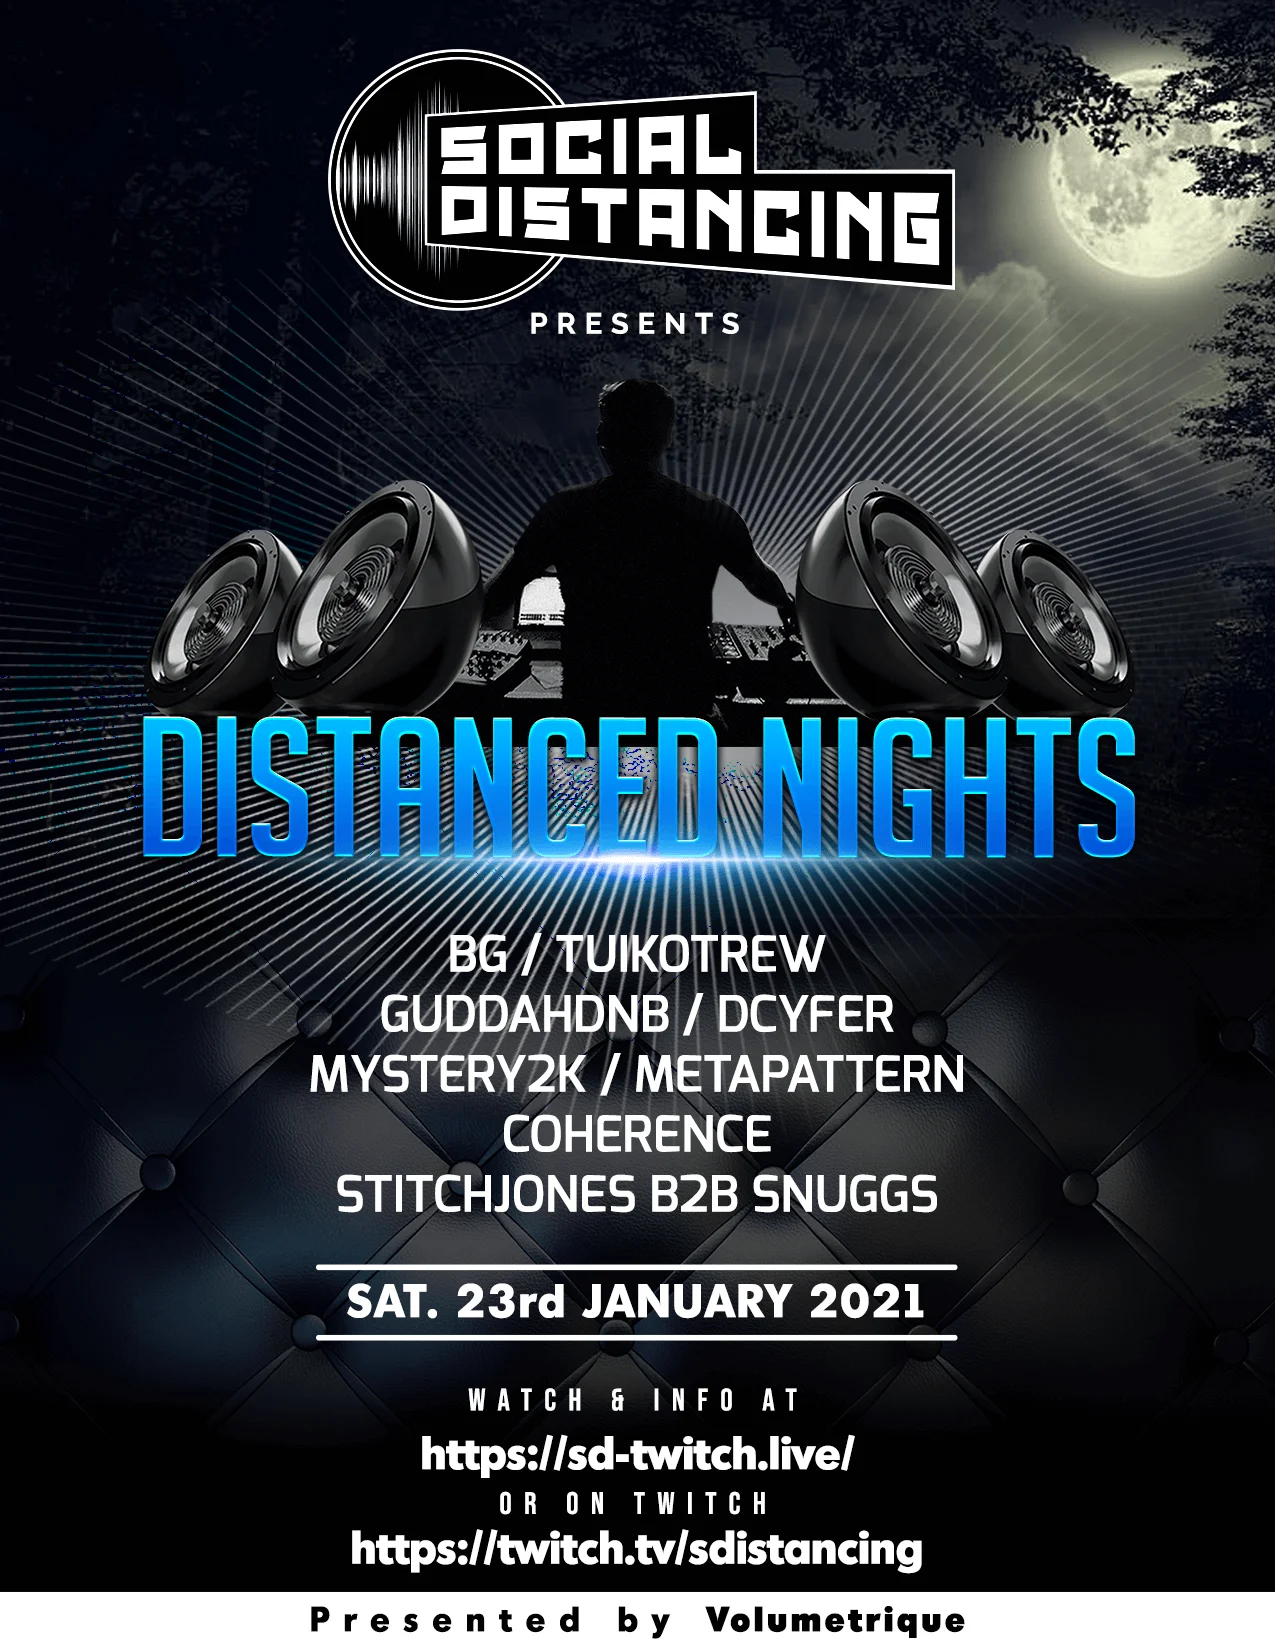 SOCIAL
DISTANCING
PRESENTS
DISTANCED NIGHTS
BG / TUIKOTREW
GUDDAHDNB / DCYFER
MYSTERY2K / METAPATTERN
COHERENCE
STITCHJONES B2B SNUGGS
SAT. 23rd JANUARY 2021
WATCH & INFO AT
https://sd-twitch.live/
OR ON TWITCH
https://twitch.tv/sdistancing
Presented by Volumetrique